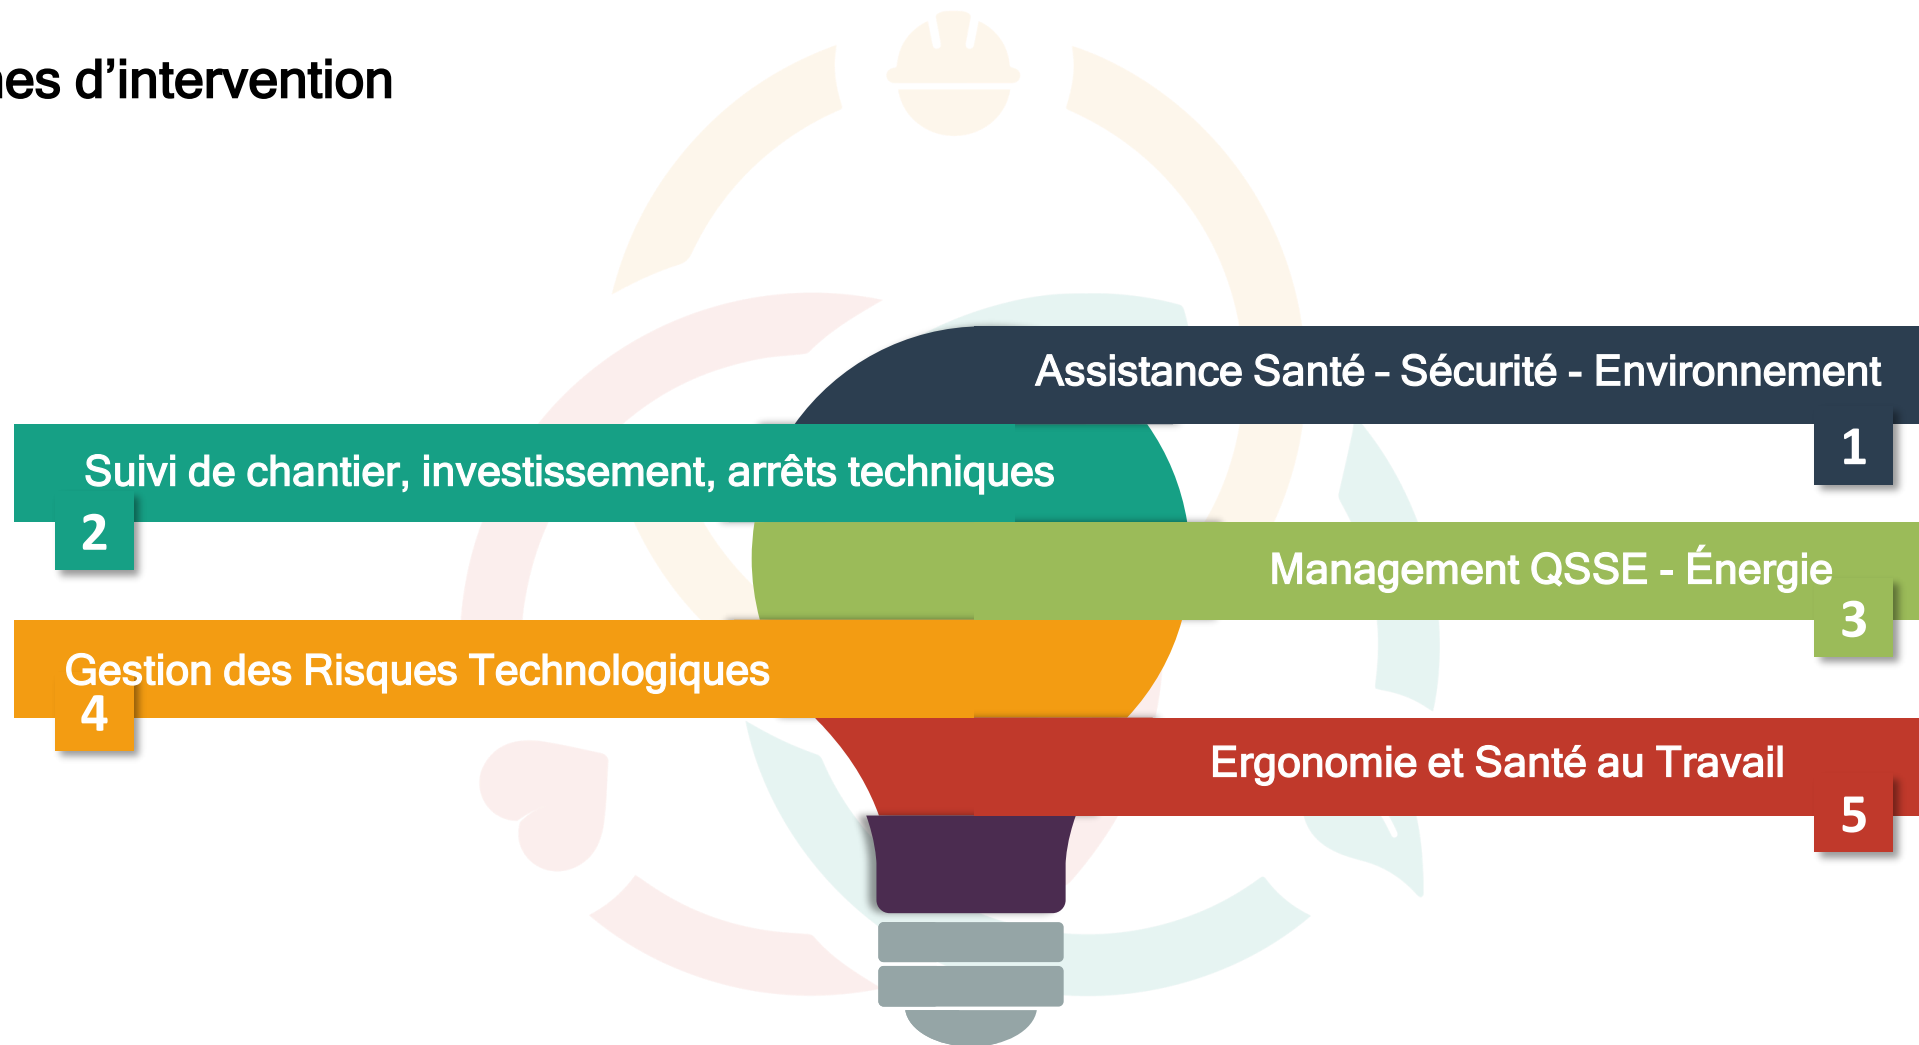 d’intervention
Assistance Santé – Sécurité - Environnement
1
Suivi de chantier, investissement, arrêts techniques
2
Management QSSE - Énergie
3
Gestion des Risques Technologiques
4
Ergonomie et Santé au Travail
5